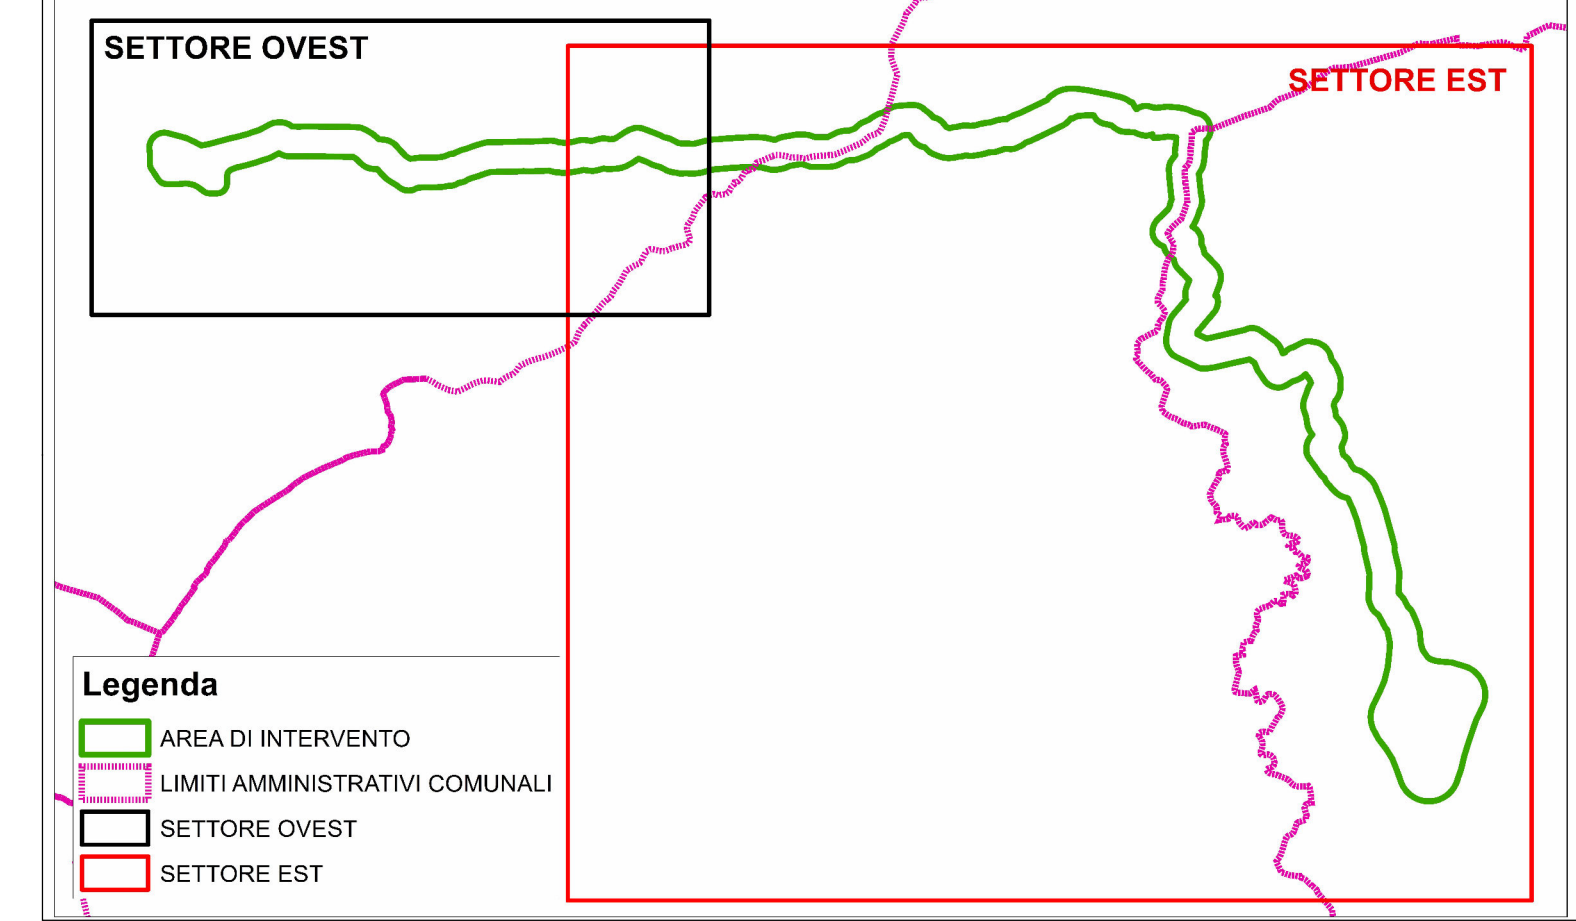 SETTORE OVEST
SETTORE EST
Legenda
AREA DI INTERVENTO
LIMITI AMMINISTRATIVI COMUNALI
SETTORE OVEST
SETTORE EST